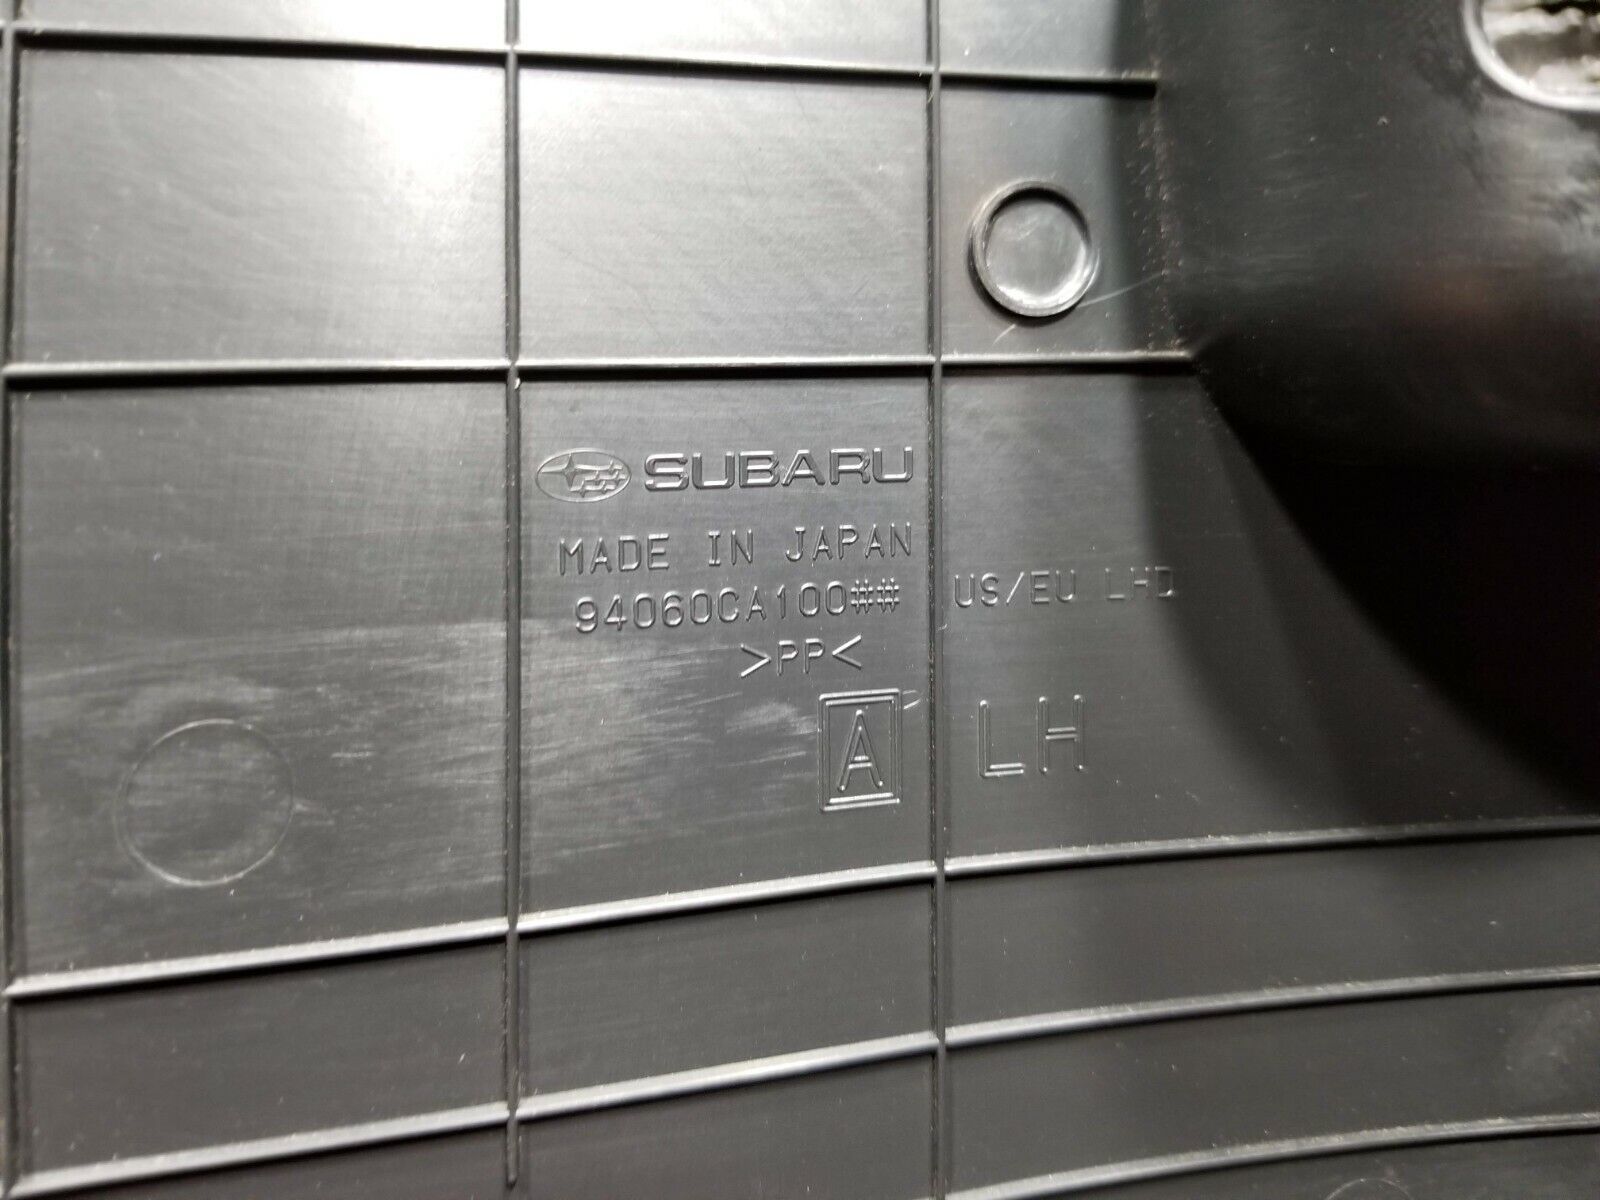 SUBARU
MADE IN JAPAN
94060CA100## US/EU LHD
>PP<
A LH